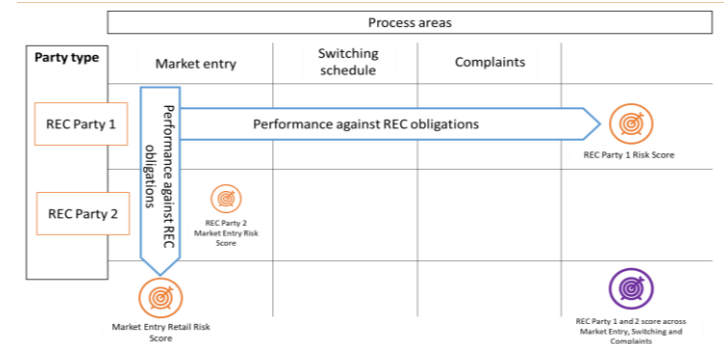 Process areas
Party type
Market entry
Switching
schedule
Complaints
REC Party 1
Performance against REC
obligations
Performance against REC obligations
REC Party 1 Risk Score
REC Party 2
REC Party 2
Market Entry Risk
Score
Market Entry Retail Risk
Score
REC Party 1 and 2 score across
Market Entry, Switching and
Complaints